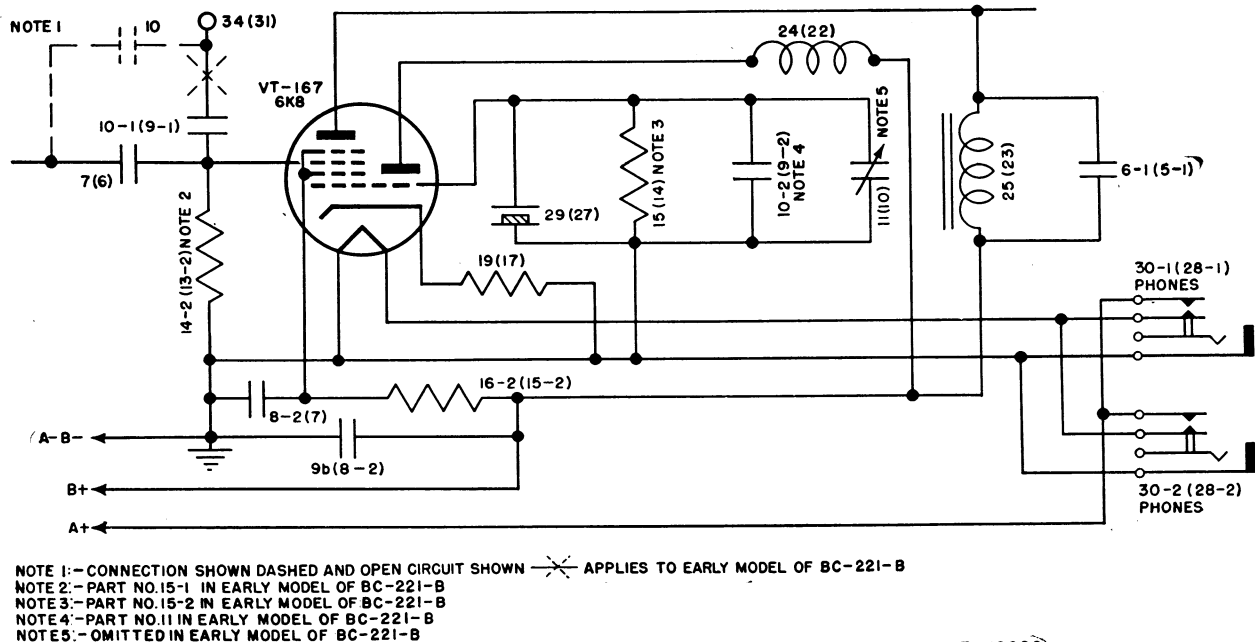 NOTE 1
10
34(31)
24(22)
VT-167
6K8
NOTE 5
10-1(9-1)
7(6)
15(14) NOTE 3
10-2(9-2)
NOTE 4
11(10)
25(23)
6-1(5-1)
29(27)
14-2(13-2)NOTE 2
19(17)
30-1(28-1)
PHONES
16-2(15-2)
8-2(7)
A-B-
9b(8-2)
B+
30-2(28-2)
PHONES
A+
NOTE 1:-CONNECTION SHOWN DASHED AND OPEN CIRCUIT SHOWN APPLIES TO EARLY MODEL OF BC-221-B
NOTE 2:-PART NO.15-1 IN EARLY MODEL OF BC-221-B
NOTE 3:-PART NO.15-2 IN EARLY MODEL OF BC-221-B
NOTE 4:-PART NO.11 IN EARLY MODEL OF BC-221-B
NOTE 5:-OMITTED IN EARLY MODEL OF BC-221-B